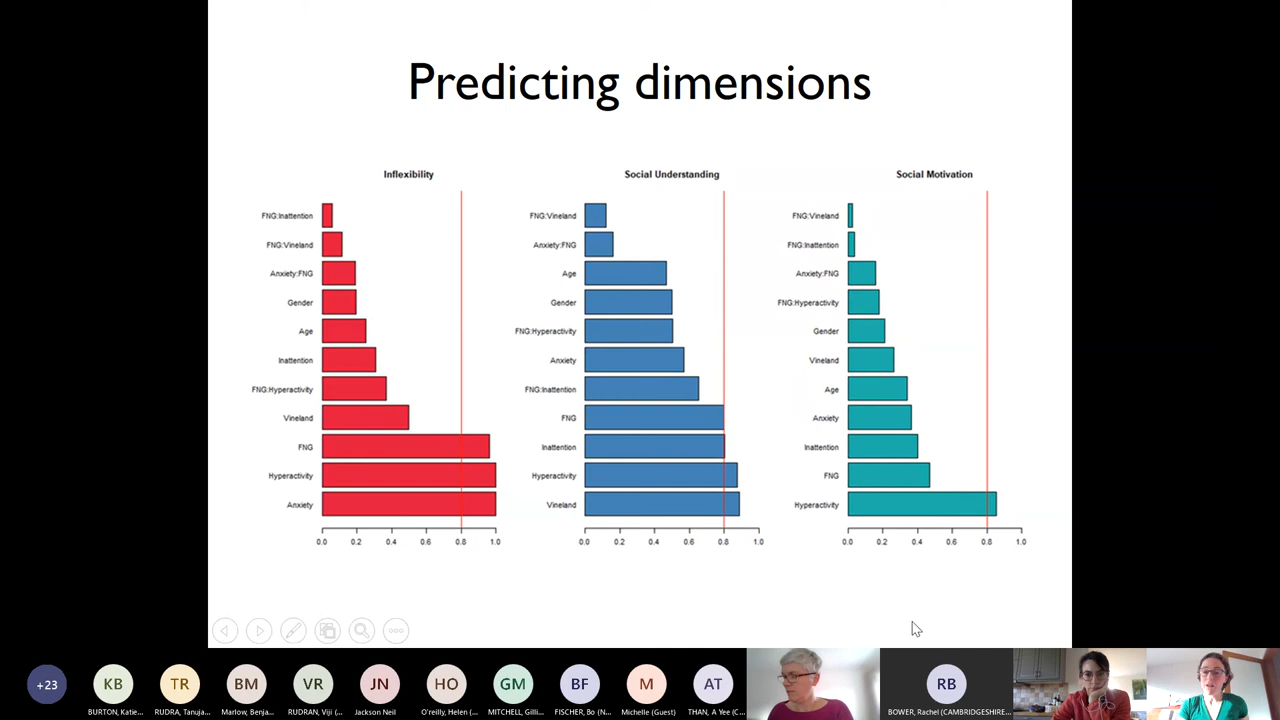 Predicting dimensions
Inflexibility
FNG:Inattention
FNG:Vineland
Anxiety:FNG
Gender
Age
Inattention
FNG:Hyperactivity
Vineland
FNG
Hyperactivity
Anxiety
0.0 0.2 0.4 0.6 0.8 1.0
Social Understanding
FNG:Vineland
Anxiety:FNG
Age
Gender
FNG:Hyperactivity
Anxiety
FNG:Inattention
FNG
Inattention
Hyperactivity
Vineland
0.0 0.2 0.4 0.6 0.8 1.0
Social Motivation
FNG:Vineland
FNG:Inattention
Anxiety:FNG
FNG:Hyperactivity
Gender
Vineland
Age
Anxiety
Inattention
FNG
Hyperactivity
0.0 0.2 0.4 0.6 0.8 1.0
+23 KB TR BM VR JN HO GM BF M AT RB
BURTON, Katie... RUDRA, Tanuja... Marlow, Benja... RUDRAN, Viji (... Jackson Neil O'reilly, Helen (... MITCHELL, Gilli... FISCHER, Bo (N... Michelle (Guest) THAN, A Yee (C... BOWER, Rachel (CAMBRIDGESHIRE...